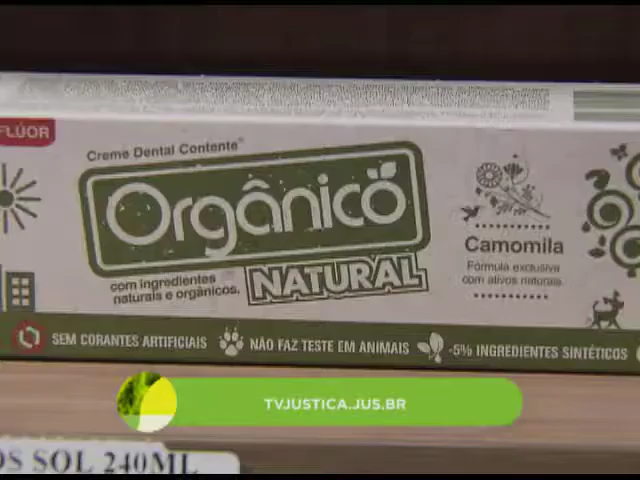 FLÚOR
Creme Dental Contente
Orgânico
NATURAL
com ingredientes
naturais e orgânicos.
Camomila
Fórmula exclusiva
com ativos naturais
SEM CORANTES ARTIFICIAIS
NÃO FAZ TESTE EM ANIMAIS
-5% INGREDIENTES SINTÉTICOS
TVJUSTICA.JUS.BR
OS SOL 240ML